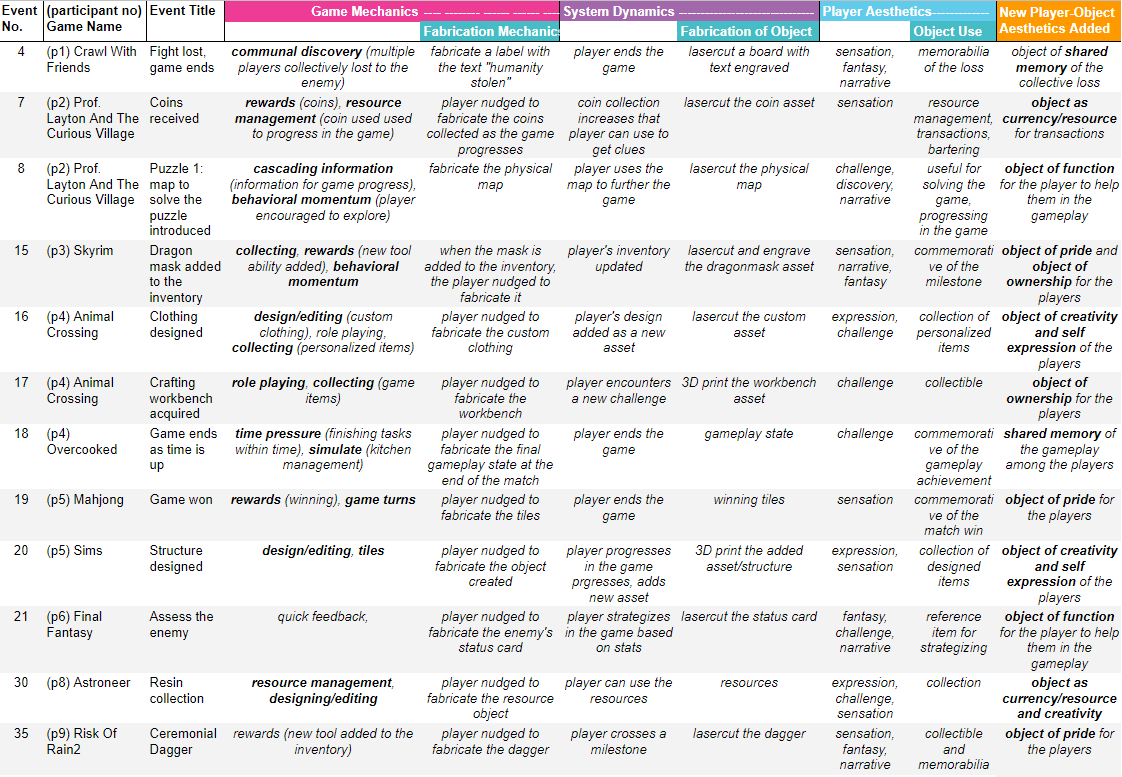 Event
No.
(participant no)
Game Name
Event Title
Game Mechanics
Fabrication Mechanics
System Dynamics
Fabrication of Object
Player Aesthetics
Object Use
New Player-Object
Aesthetics Added
4
(p1) Crawl With
Friends
Fight lost,
game ends
communal discovery (multiple
players collectively lost to the
enemy)
fabricate a label with
the text "humanity
stolen"
player ends the
game
lasercut a board with
text engraved
sensation,
fantasy,
narrative
memorabilia
of the loss
object of shared
memory of the
collective loss
7
(p2) Prof.
Layton And The
Curious Village
Coins
received
rewards (coins), resource
management (coin used used
to progress in the game)
player nudged to
fabricate the coins
collected as the game
progresses
coin collection
increases that
player can use to
get clues
lasercut the coin asset
sensation
resource
management,
transactions,
bartering
object as
currency/resource
for transactions
8
(p2) Prof.
Layton And The
Curious Village
Puzzle 1:
map to
solve the
puzzle
introduced
cascading information
(information for game progress),
behavioral momentum (player
encouraged to explore)
fabricate the physical
map
player uses the
map to further the
game
lasercut the physical
map
challenge,
discovery,
narrative
useful for
solving the
game,
progressing
in the game
object of function
for the player to help
them in the
gameplay
15
(p3) Skyrim
Dragon
mask added
to the
inventory
collecting, rewards (new tool
ability added), behavioral
momentum
when the mask is
added to the inventory,
the player nudged to
fabricate it
player's inventory
updated
lasercut and engrave
the dragonmask asset
sensation,
narrative,
fantasy
commemorati
ve of the
milestone
object of pride and
object of
ownership for the
players
16
(p4) Animal
Crossing
Clothing
designed
design/editing (custom
clothing), role playing,
collecting (personalized items)
player nudged to
fabricate the custom
clothing
player's design
added as a new
asset
lasercut the custom
asset
expression,
challenge
collection of
personalized
items
object of creativity
and self
expression of the
players
17
(p4) Animal
Crossing
Crafting
workbench
acquired
role playing, collecting (game
items)
player nudged to
fabricate the
workbench
player encounters
a new challenge
3D print the workbench
asset
challenge
collectible
object of
ownership for the
players
18
(p4)
Overcooked
Game ends
as time is
up
time pressure (finishing tasks
within time), simulate (kitchen
management)
player nudged to
fabricate the final
gameplay state at the
end of the match
player ends the
game
gameplay state
challenge
commemorati
ve of the
gameplay
achievement
shared memory of
the gameplay
among the players
19
(p5) Mahjong
Game won
rewards (winning), game turns
player nudged to
fabricate the tiles
player ends the
game
winning tiles
sensation
commemorati
ve of the
match win
object of pride for
the players
20
(p5) Sims
Structure
designed
design/editing, tiles
player nudged to
fabricate the object
created
player progresses
in the game
prgresses, adds
new asset
3D print the added
asset/structure
expression,
sensation
collection of
designed
items
object of creativity
and self
expression of the
players
21
(p6) Final
Fantasy
Assess the
enemy
quick feedback,
player nudged to
fabricate the enemy's
status card
player strategizes
in the game based
on stats
lasercut the status card
fantasy,
challenge,
narrative
reference
item for
strategizing
object of function
for the player to help
them in the
gameplay
30
(p8) Astroneer
Resin
collection
resource management,
designing/editing
player nudged to
fabricate the resource
object
player can use the
resources
resources
expression,
challenge,
sensation
collection
object as
currency/resource
and creativity
35
(p9) Risk Of
Rain2
Ceremonial
Dagger
rewards (new tool added to the
inventory)
player nudged to
fabricate the dagger
player crosses a
milestone
lasercut the dagger
sensation,
fantasy,
narrative
collectible
and
memorabilia
object of pride for
the players